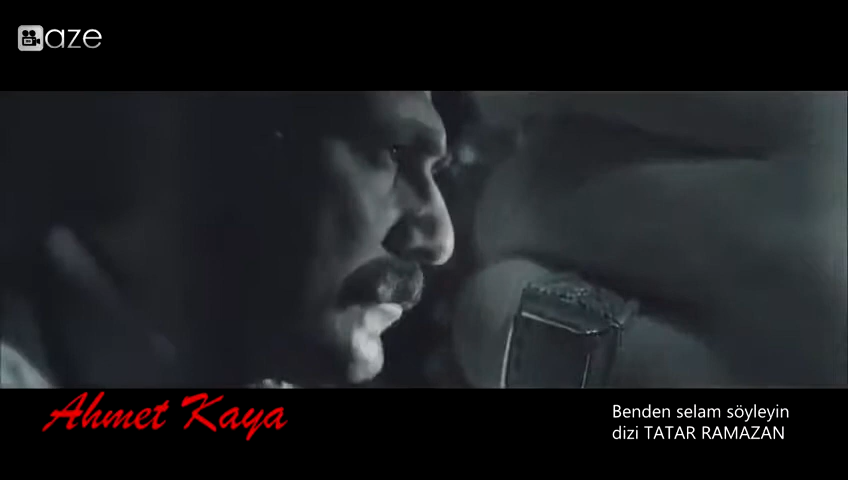 aze
Ahmet Kaya
Benden selam söyleyin
dizi TATAR RAMAZAN